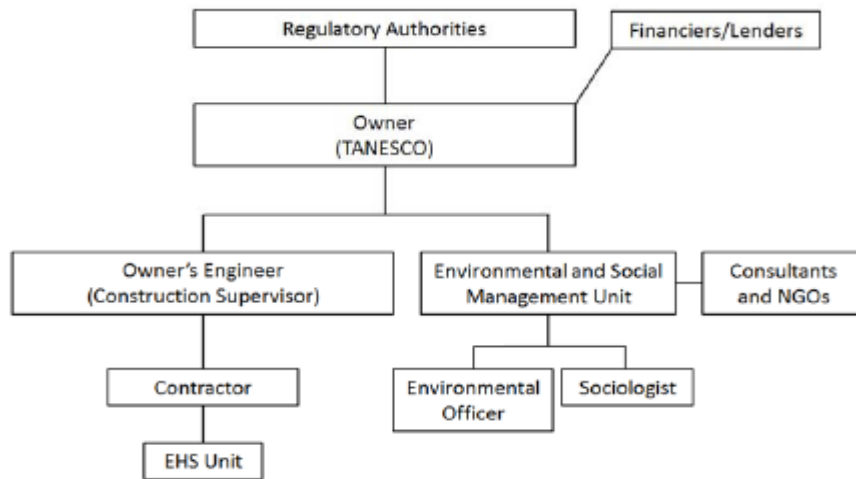 Regulatory Authorities
Financiers/Lenders
Owner
(TANESCO)
Owner's Engineer
(Construction Supervisor)
Environmental and Social
Management Unit
Consultants
and NGOs
Contractor
Environmental
Officer
Sociologist
EHS Unit